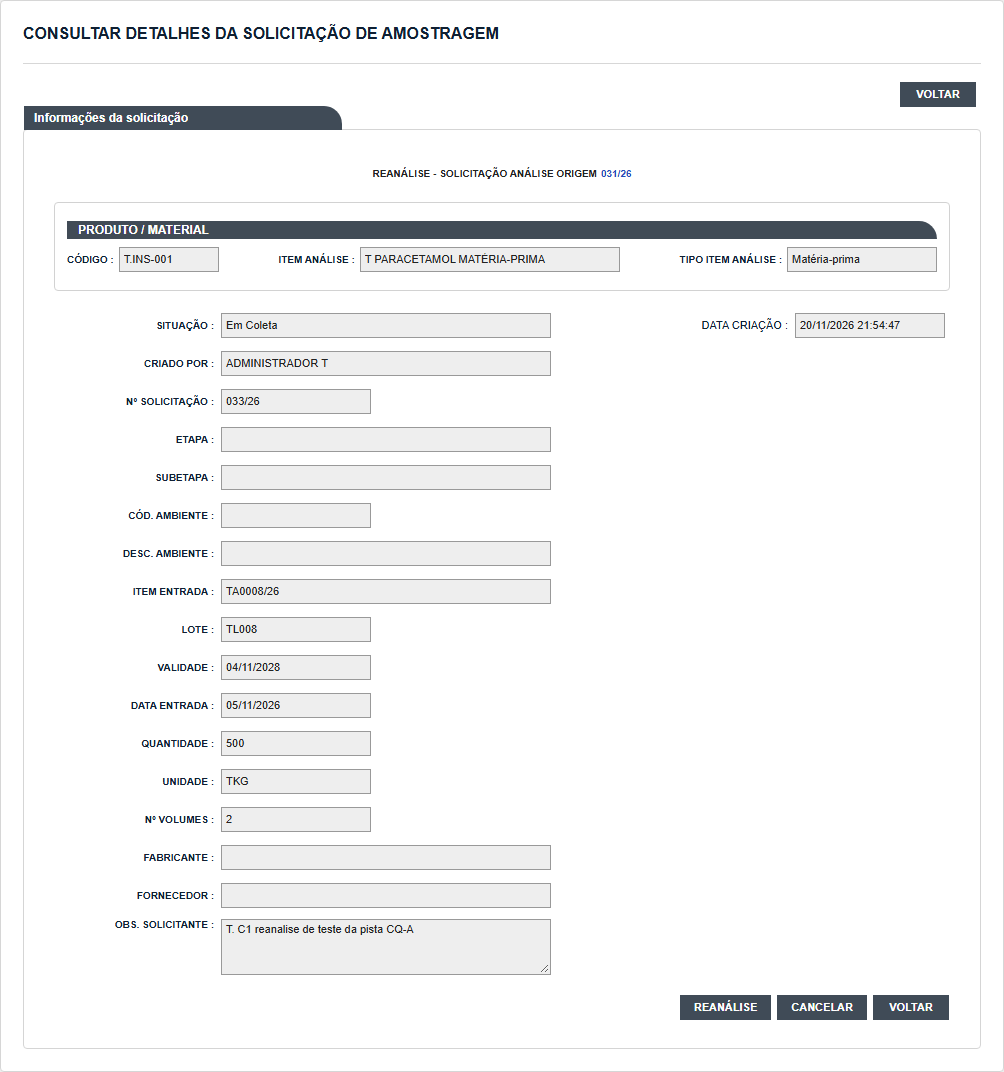 CONSULTAR DETALHES DA SOLICITAÇÃO DE AMOSTRAGEM
VOLTAR
Informações da solicitação
REANÁLISE - SOLICITAÇÃO ANÁLISE ORIGEM 031/26
PRODUTO / MATERIAL
CÓDIGO : T.INS-001 ITEM ANÁLISE : T PARACETAMOL MATÉRIA-PRIMA TIPO ITEM ANÁLISE : Matéria-prima
SITUAÇÃO : Em Coleta DATA CRIAÇÃO : 20/11/2026 21:54:47
CRIADO POR : ADMINISTRADOR T
Nº SOLICITAÇÃO : 033/26
ETAPA :
SUBETAPA :
CÓD. AMBIENTE :
DESC. AMBIENTE :
ITEM ENTRADA : TA0008/26
LOTE : TL008
VALIDADE : 04/11/2028
DATA ENTRADA : 05/11/2026
QUANTIDADE : 500
UNIDADE : TKG
Nº VOLUMES : 2
FABRICANTE :
FORNECEDOR :
OBS. SOLICITANTE : T. C1 reanalise de teste da pista CQ-A
REANÁLISE CANCELAR VOLTAR